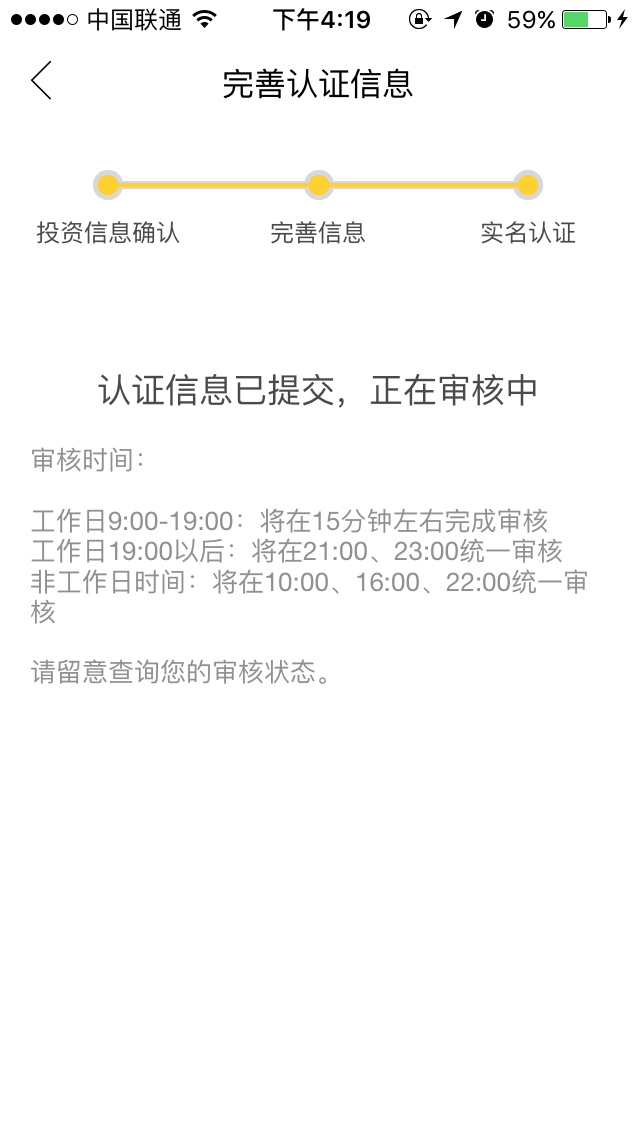 中国联通 下午4:19 59%
完善认证信息
投资信息确认 完善信息 实名认证
认证信息已提交，正在审核中
审核时间：
工作日9:00-19:00：将在15分钟左右完成审核
工作日19:00以后：将在21:00、23:00统一审核
非工作日时间：将在10:00、16:00、22:00统一审
核
请留意查询您的审核状态。